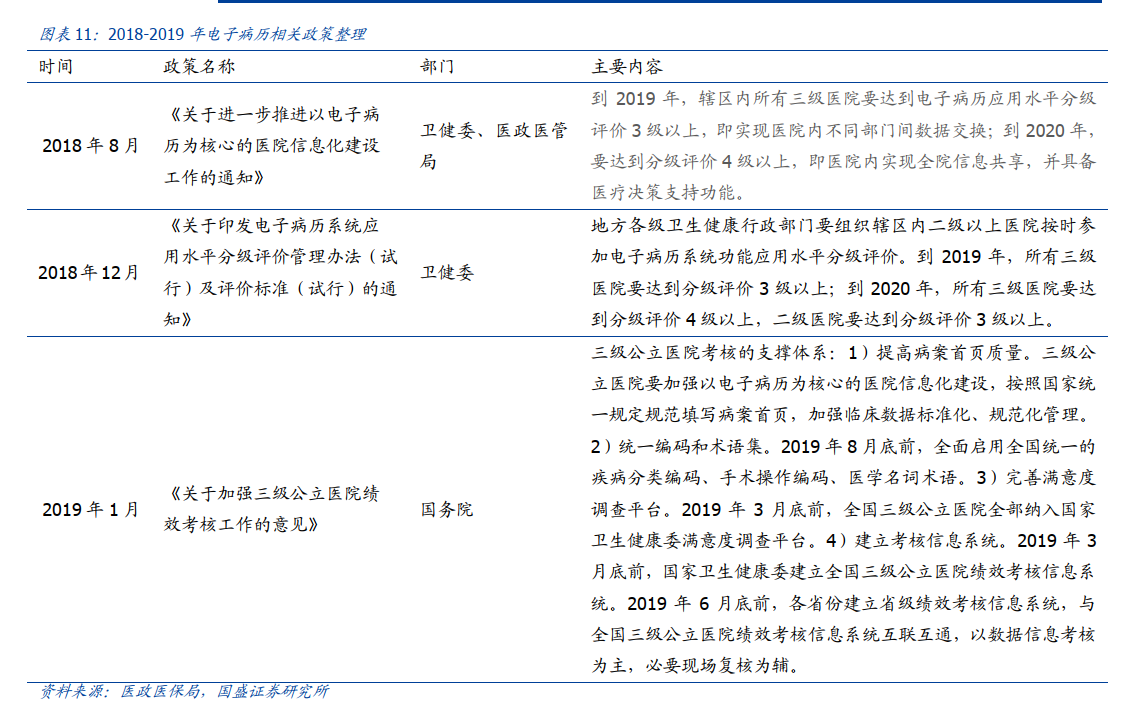 图表 11：2018-2019 年电子病历相关政策整理
时间 政策名称 部门 主要内容
2018 年 8 月
《关于进一步推进以电子病
历为核心的医院信息化建设
工作的通知》
卫健委、医政医管
局
到 2019 年，辖区内所有三级医院要达到电子病历应用水平分级
评价 3 级以上，即实现医院内不同部门间数据交换；到 2020 年，
要达到分级评价 4 级以上，即医院内实现全院信息共享，并具备
医疗决策支持功能。
2018 年 12 月
《关于印发电子病历系统应
用水平分级评价管理办法（试
行）及评价标准（试行）的通
知》
卫健委
地方各级卫生健康行政部门要组织辖区内二级以上医院按时参
加电子病历系统功能应用水平分级评价。到 2019 年，所有三级
医院要达到分级评价 3 级以上；到 2020 年，所有三级医院要达
到分级评价 4 级以上，二级医院要达到分级评价 3 级以上。
2019 年 1 月
《关于加强三级公立医院绩
效考核工作的意见》
国务院
三级公立医院考核的支撑体系：1）提高病案首页质量。三级公
立医院要加强以电子病历为核心的医院信息化建设，按照国家统
一规定规范填写病案首页，加强临床数据标准化、规范化管理。
2）统一编码和术语集。2019 年 8 月底前，全面启用全国统一的
疾病分类编码、手术操作编码、医学名词术语。3）完善满意度
调查平台。2019 年 3 月底前，全国三级公立医院全部纳入国家
卫生健康委满意度调查平台。4）建立考核信息系统。2019 年 3
月底前，国家卫生健康委建立全国三级公立医院绩效考核信息系
统。2019 年 6 月底前，各省份建立省级绩效考核信息系统，与
全国三级公立医院绩效考核信息系统互联互通，以数据信息考核
为主，必要现场复核为辅。
资料来源：医政医保局，国盛证券研究所